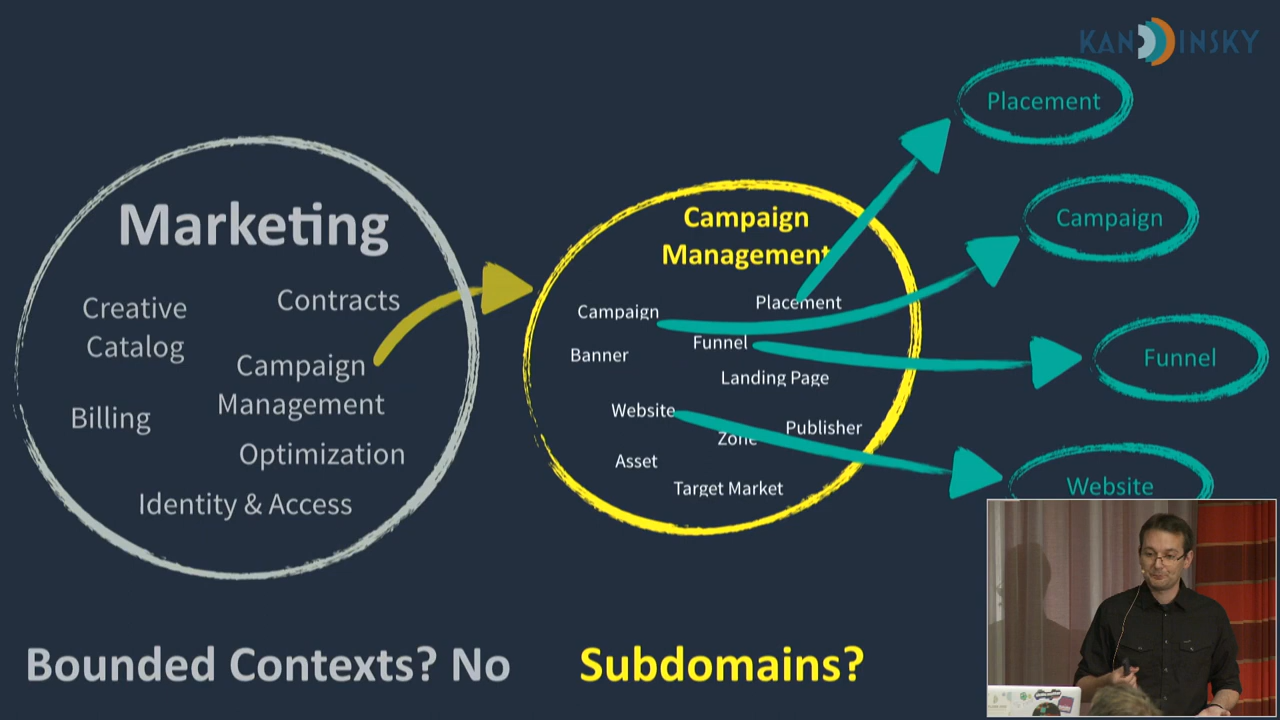 KANDDINSKY
Marketing
Creative
Catalog
Contracts
Campaign
Management
Billing
Optimization
Identity & Access
Campaign
Management
Campaign
Placement
Funnel
Banner
Landing Page
Website
Publisher
Zone
Asset
Target Market
Placement
Campaign
Funnel
Website
Bounded Contexts? No
Subdomains?